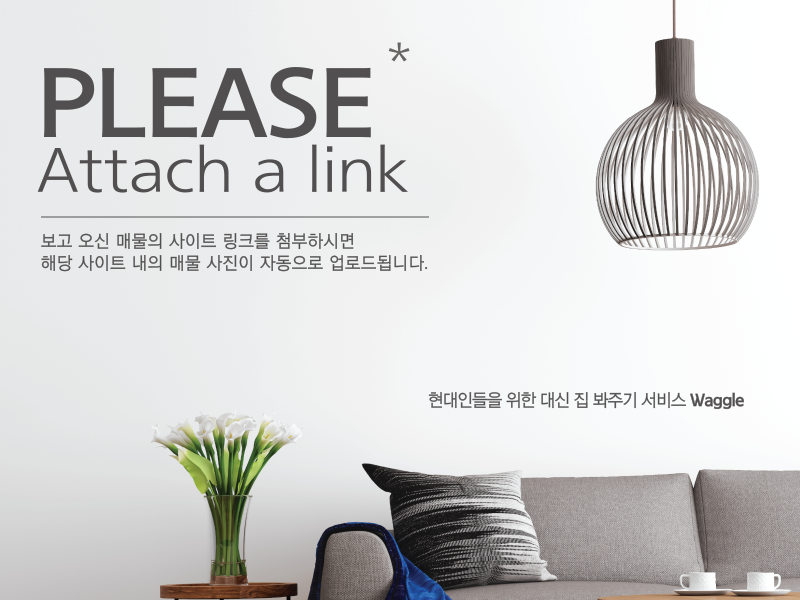 PLEASE*
Attach a link
보고 오신 매물의 사이트 링크를 첨부하시면
해당 사이트 내의 매물 사진이 자동으로 업로드됩니다.
현대인들을 위한 대신 집 봐주기 서비스 Waggle